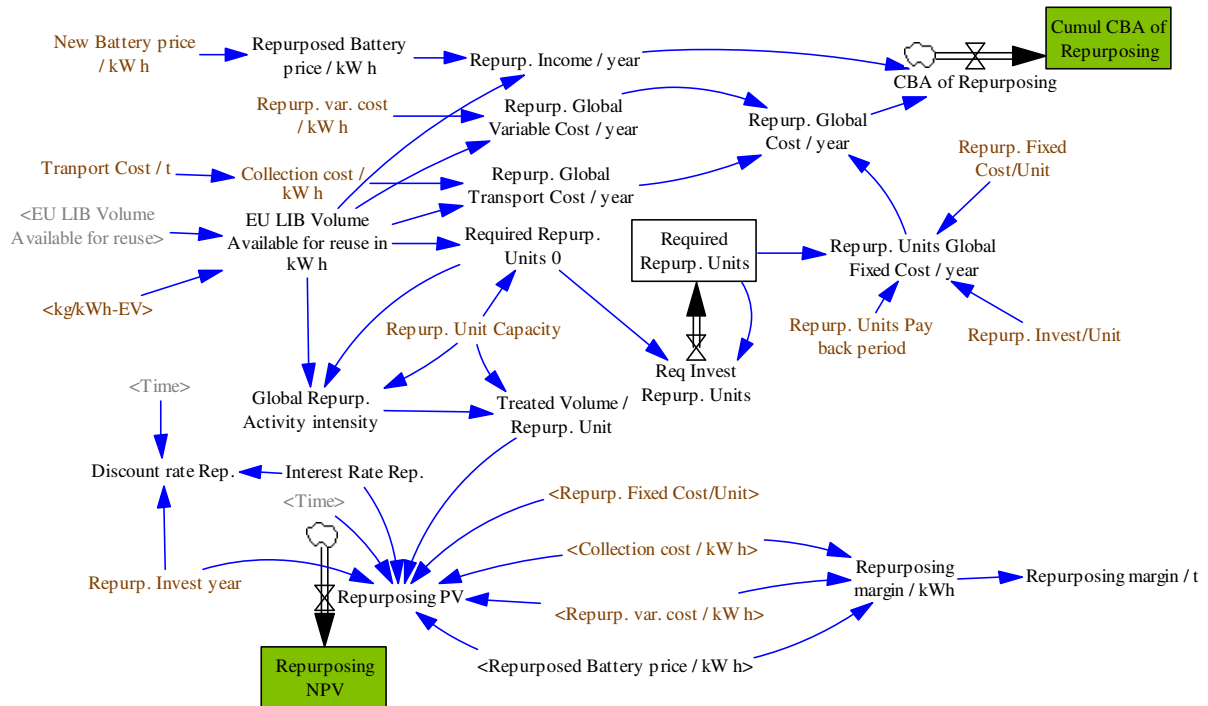 New Battery price
/ kW h
Repurposed Battery
price / kW h
Repurp. Income / year
Cumul CBA of
Repurposing
CBA of Repurposing
Repurp. var. cost
/ kW h
Repurp. Global
Variable Cost / year
Repurp. Global
Cost / year
Repurp. Fixed
Cost/Unit
Tranport Cost / t
Collection cost /
kW h
Repurp. Global
Transport Cost / year
<EU LIB Volume
Available for reuse>
EU LIB Volume
Available for reuse in
kW h
Required Repurp.
Units 0
Required
Repurp. Units
Repurp. Units Global
Fixed Cost / year
<kg/kWh-EV>
Repurp. Unit Capacity
Repurp. Units Pay
back period
Repurp. Invest/Unit
Req Invest
Repurp. Units
<Time>
Global Repurp.
Activity intensity
Treated Volume /
Repurp. Unit
Discount rate Rep.
Interest Rate Rep.
<Time>
<Repurp. Fixed Cost/Unit>
<Collection cost / kW h>
Repurp. Invest year
Repurposing PV
<Repurp. var. cost / kW h>
Repurposing
margin / kWh
Repurposing margin / t
<Repurposed Battery price / kW h>
Repurposing
NPV